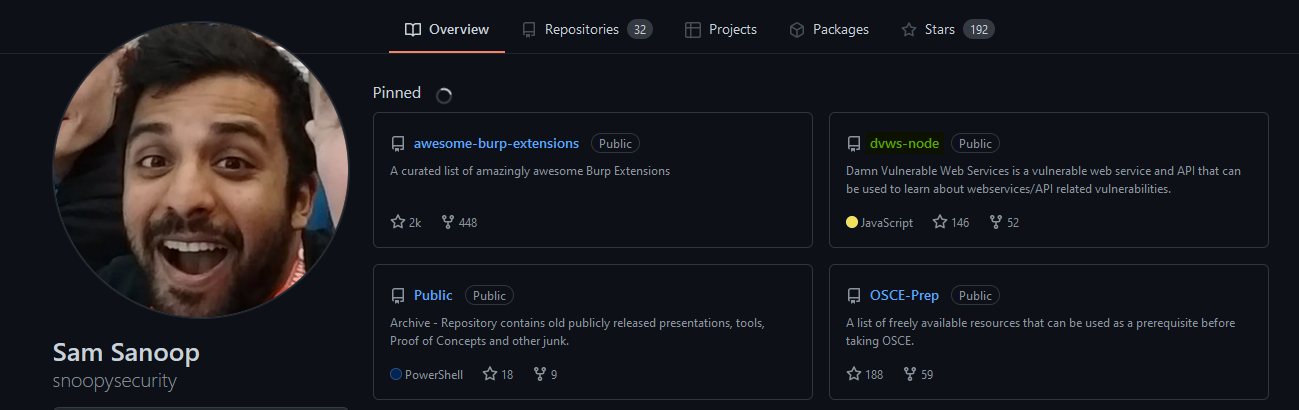 Overview
Repositories 32
Projects
Packages
Stars 192
Pinned
awesome-burp-extensions Public
A curated list of amazingly awesome Burp Extensions
2k 448
dvws-node Public
Damn Vulnerable Web Services is a vulnerable web service and API that can
be used to learn about webservices/API related vulnerabilities.
JavaScript 146 52
Public Public
Archive - Repository contains old publicly released presentations, tools,
Proof of Concepts and other junk.
PowerShell 18 9
OSCE-Prep Public
A list of freely available resources that can be used as a prerequisite before
taking OSCE.
188 59
Sam Sanoop
snoopysecurity